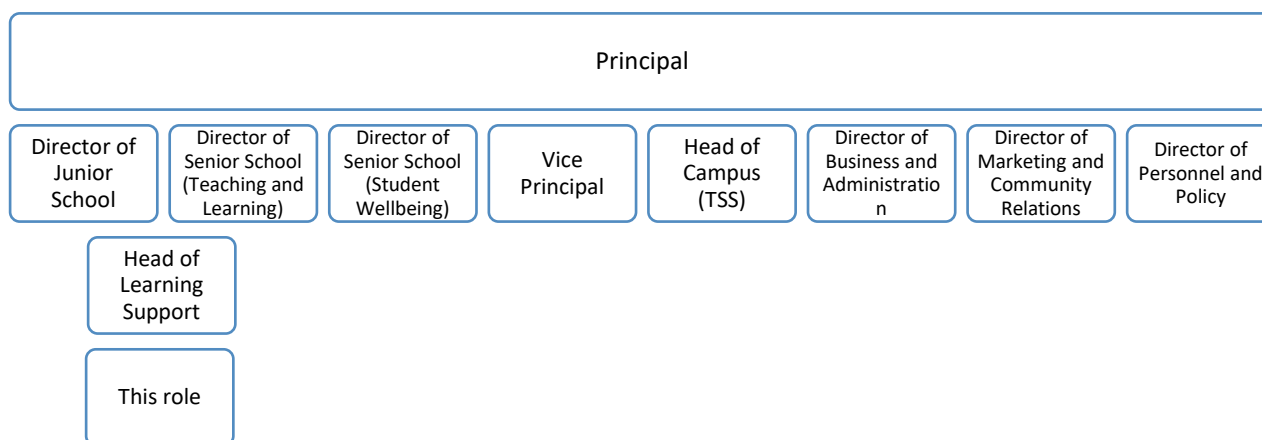 Principal
Director of
Junior
School
Director of
Senior School
(Teaching and
Learning)
Director of
Senior School
(Student
Wellbeing)
Vice
Principal
Head of
Campus
(TSS)
Director of
Business and
Administratio
n
Director of
Marketing and
Community
Relations
Director of
Personnel and
Policy
Head of
Learning
Support
This role